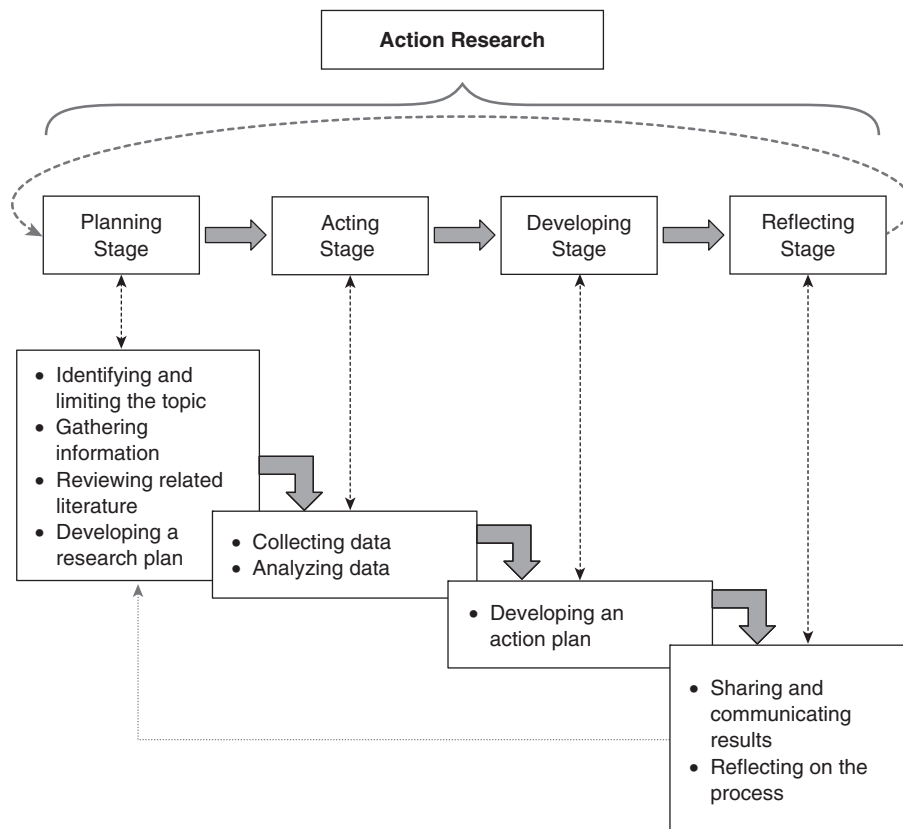 Action Research
Planning
Stage
Acting
Stage
Developing
Stage
Reflecting
Stage
• Identifying and
limiting the topic
• Gathering
information
• Reviewing related
literature
• Developing a
research plan
• Collecting data
• Analyzing data
• Developing an
action plan
• Sharing and
communicating
results
• Reflecting on the
process